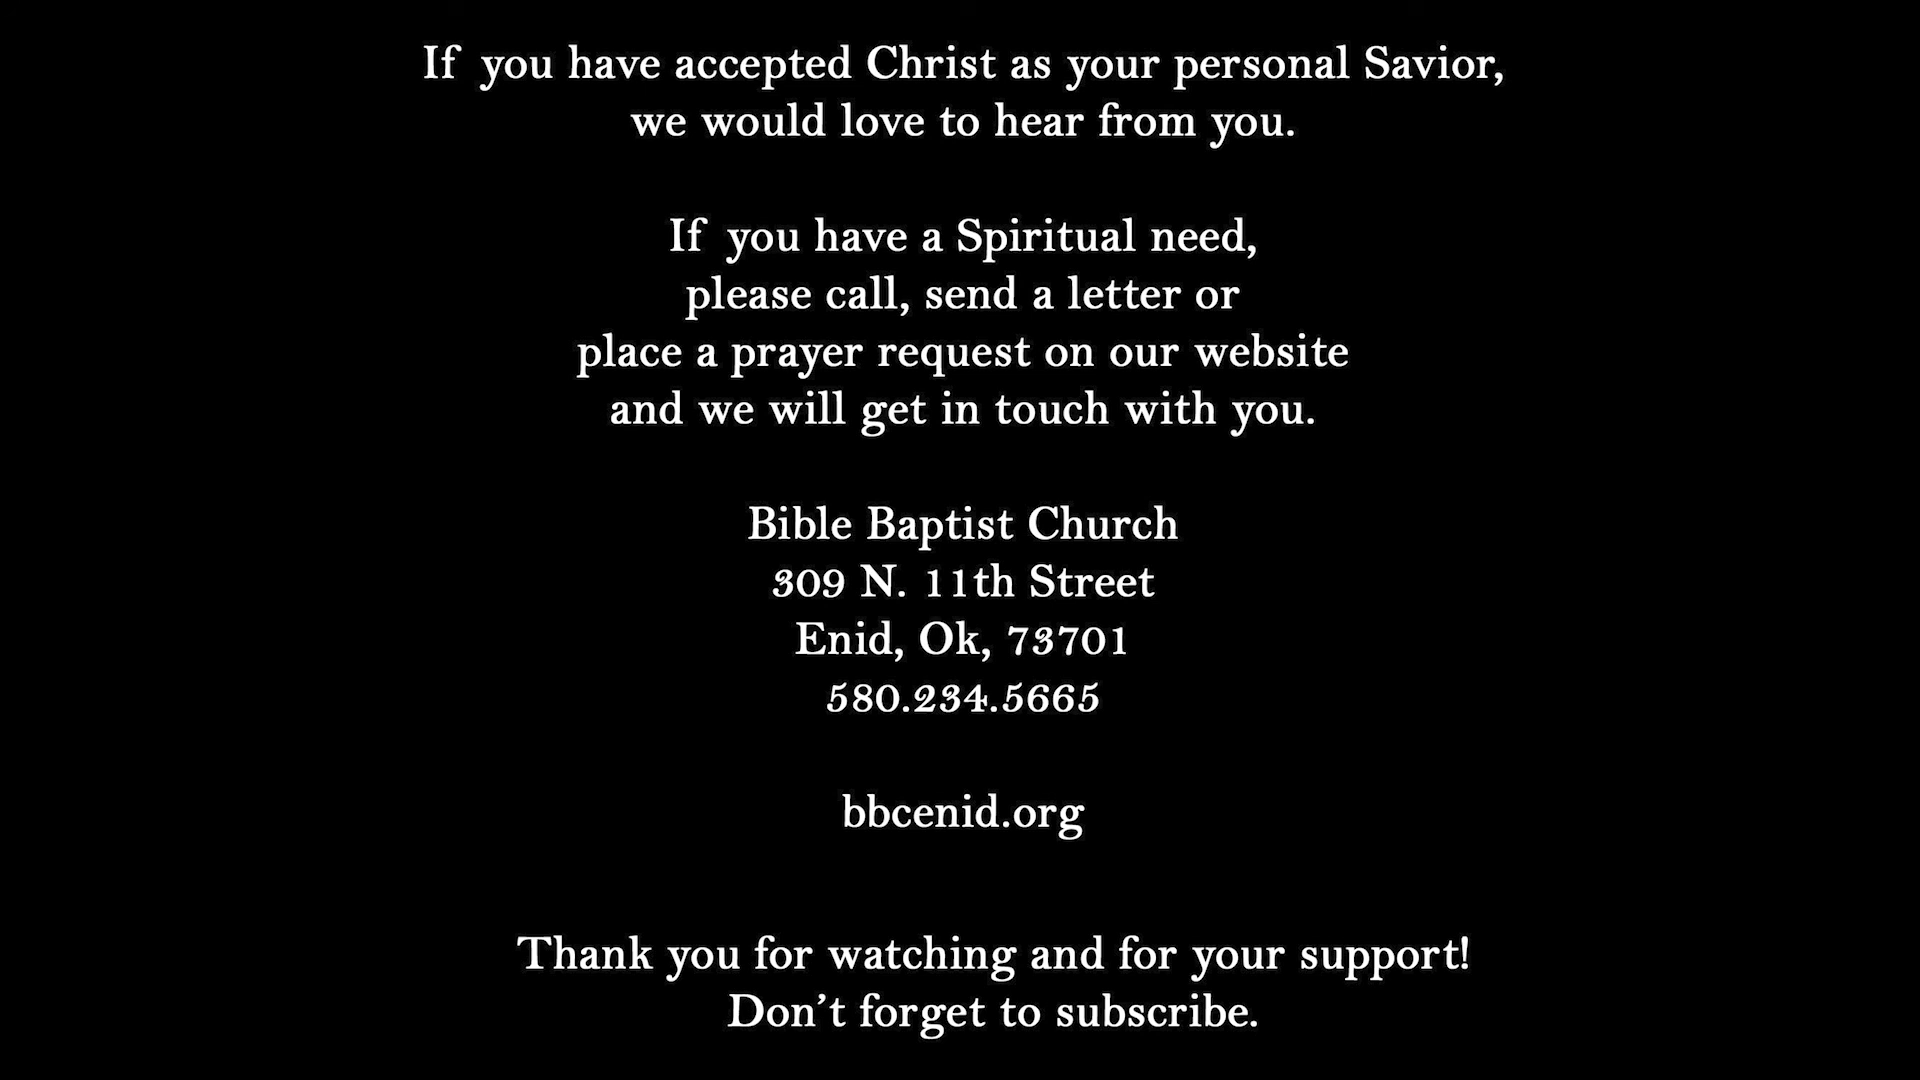 If you have accepted Christ as your personal Savior,
we would love to hear from you.
If you have a Spiritual need,
please call, send a letter or
place a prayer request on our website
and we will get in touch with you.
Bible Baptist Church
309 N. 11th Street
Enid, Ok, 73701
580.234.5665
bbcenid.org
Thank you for watching and for your support!
Don’t forget to subscribe.